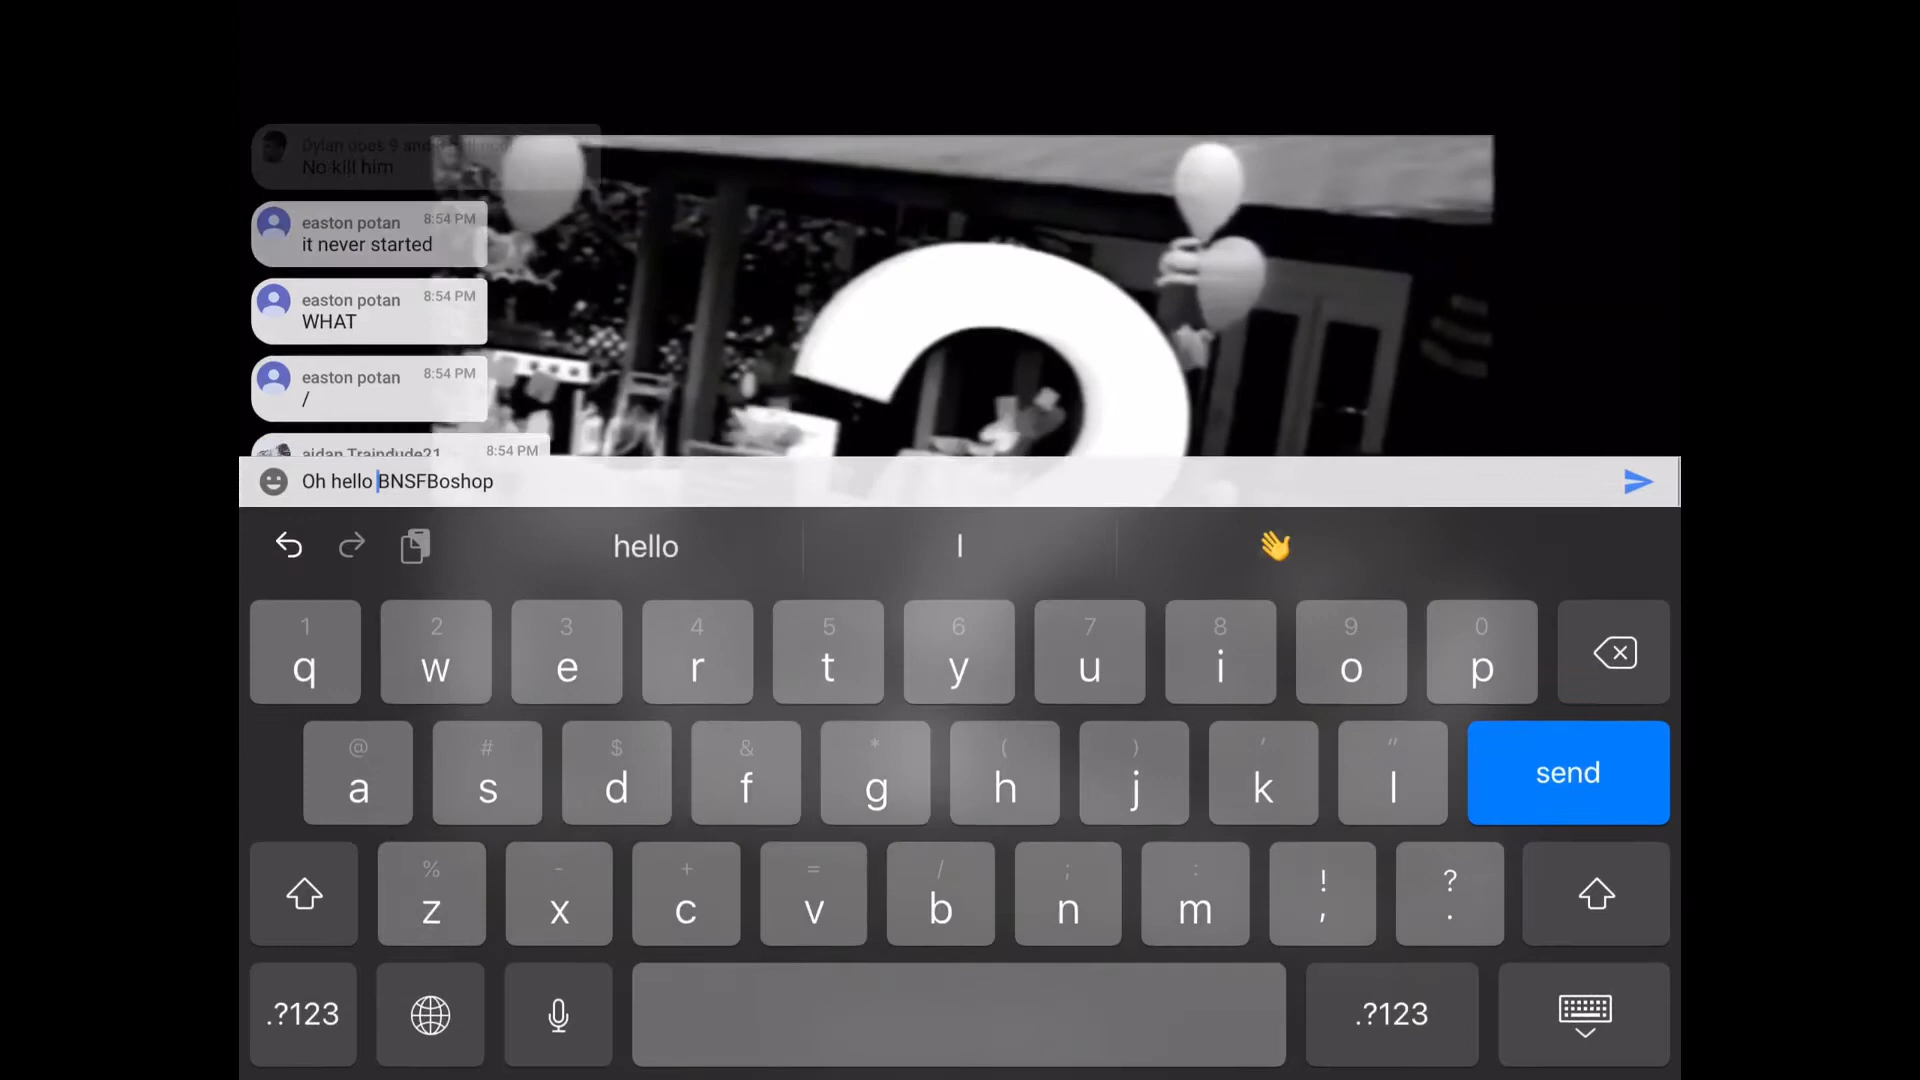 No kill him
easton potan 8:54 PM
it never started
easton potan 8:54 PM
WHAT
easton potan 8:54 PM
/
aidan Traindude21 8:54 PM
Oh hello BNSFBoshop
hello I 👋
1 2 3 4 5 6 7 8 9 0
q w e r t y u i o p
@ # $ & * ( ) ' "
a s d f g h j k l send
% - + = / ; : ! ?
z x c v b n m , .
.?123 .?123